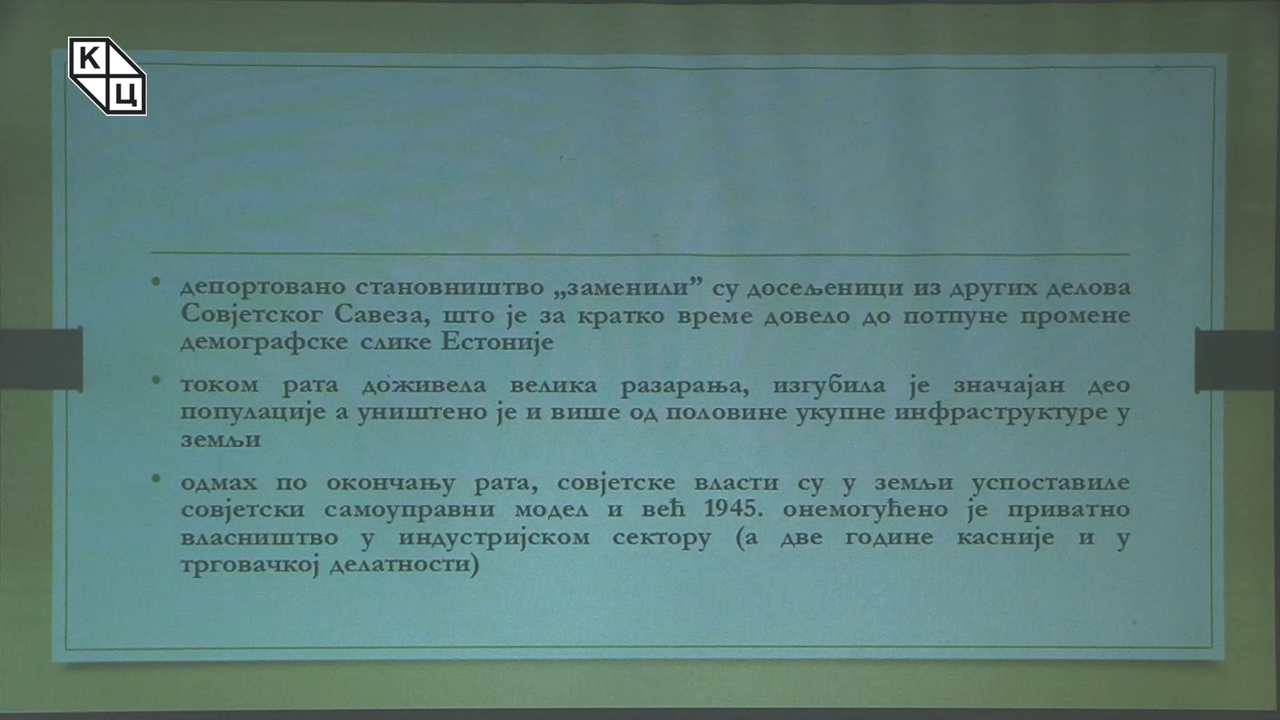 К
Ц
• депортовано становништво „заменили” су досељеници из других делова
Совјетског Савеза, што је за кратко време довело до потпуне промене
демографске слике Естоније
• током рата доживела велика разарања, изгубила је значајан део
популације а уништено је и више од половине укупне инфраструктуре у
земљи
• одмах по окончању рата, совјетске власти су у земљи успоставиле
совјетски самоуправни модел и већ 1945. онемогућено је приватно
власништво у индустријском сектору (а две године касније и у
трговачкој делатности)